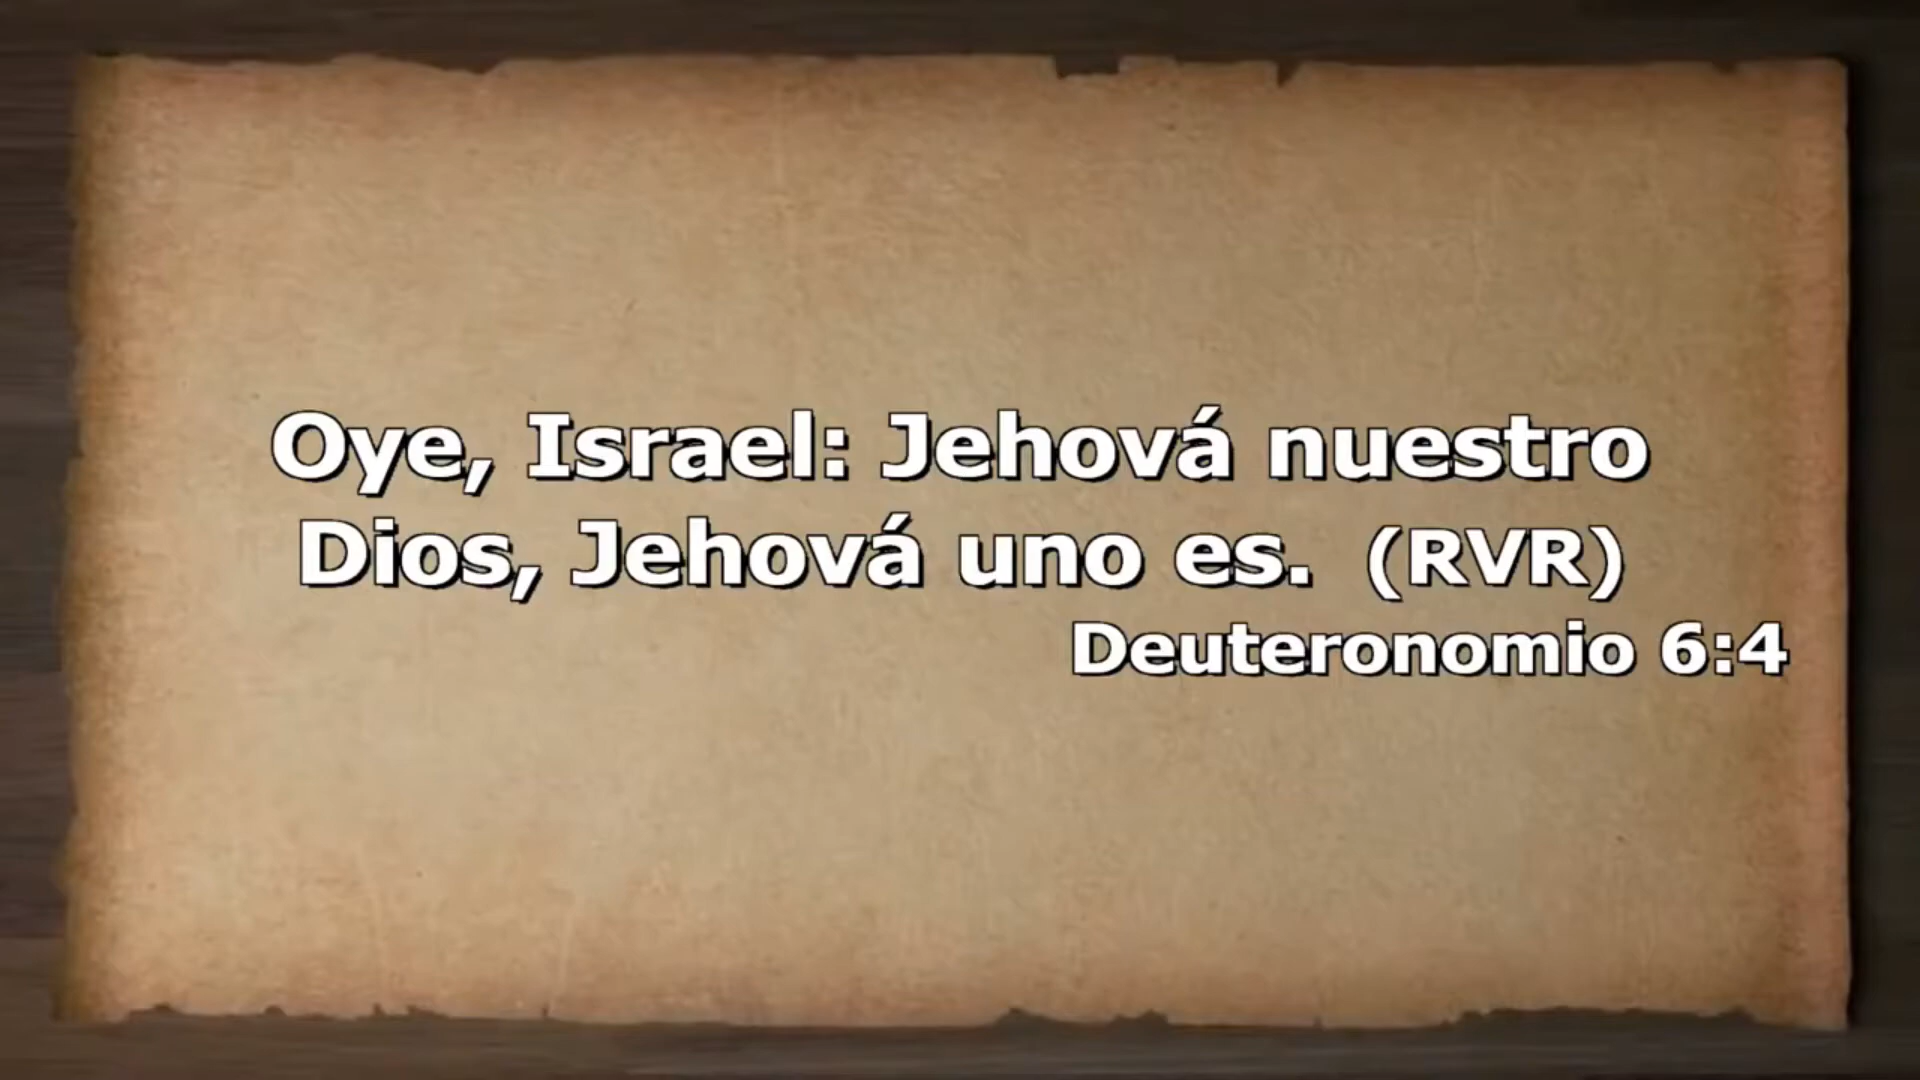 Oye, Israel: Jehová nuestro
Dios, Jehová uno es. (RVR)
Deuteronomio 6:4